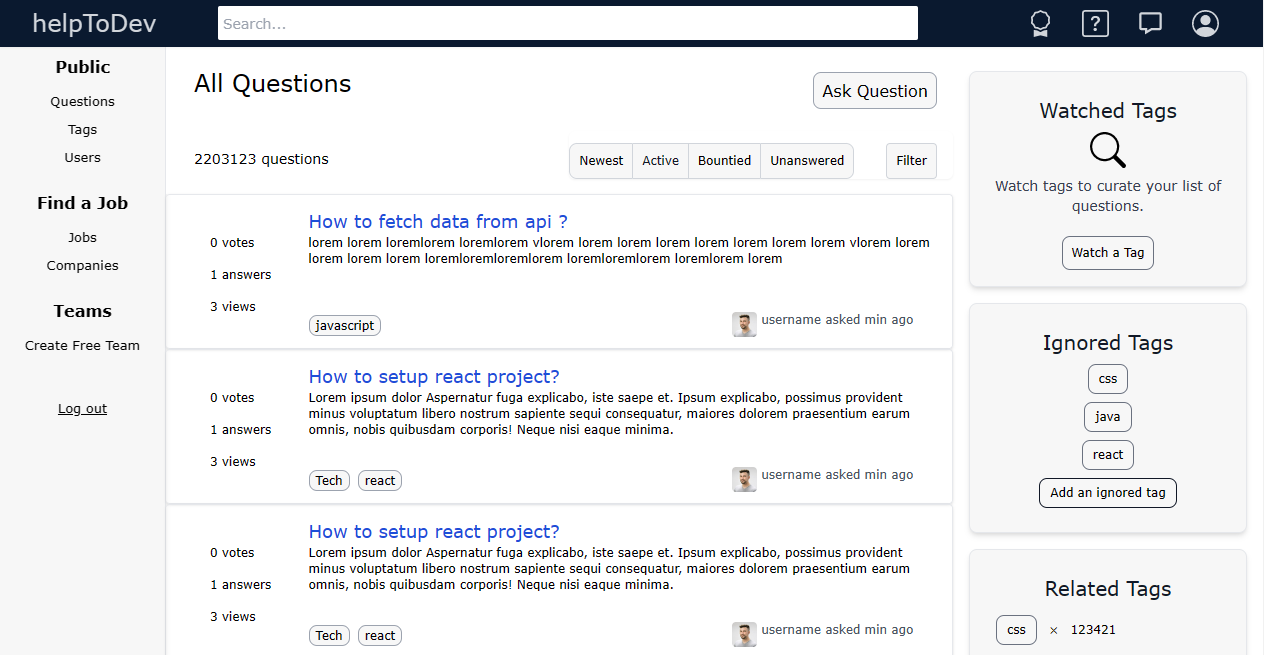 helpToDev
Search...
?
Public
Questions
Tags
Users
Find a Job
Jobs
Companies
Teams
Create Free Team
Log out
All Questions
Ask Question
2203123 questions
Newest Active Bountied Unanswered Filter
0 votes
1 answers
3 views
How to fetch data from api ?
lorem lorem loremlorem loremlorem vlorem lorem lorem lorem lorem lorem lorem lorem vlorem lorem
lorem lorem lorem loremloremloremlorem loremloremlorem loremlorem lorem
javascript
username asked min ago
0 votes
1 answers
3 views
How to setup react project?
Lorem ipsum dolor Aspernatur fuga explicabo, iste saepe et. Ipsum explicabo, possimus provident
minus voluptatum libero nostrum sapiente sequi consequatur, maiores dolorem praesentium earum
omnis, nobis quibusdam corporis! Neque nisi eaque minima.
Tech react
username asked min ago
0 votes
1 answers
3 views
How to setup react project?
Lorem ipsum dolor Aspernatur fuga explicabo, iste saepe et. Ipsum explicabo, possimus provident
minus voluptatum libero nostrum sapiente sequi consequatur, maiores dolorem praesentium earum
omnis, nobis quibusdam corporis! Neque nisi eaque minima.
Tech react
username asked min ago
Watched Tags
Watch tags to curate your list of
questions.
Watch a Tag
Ignored Tags
css
java
react
Add an ignored tag
Related Tags
css × 123421